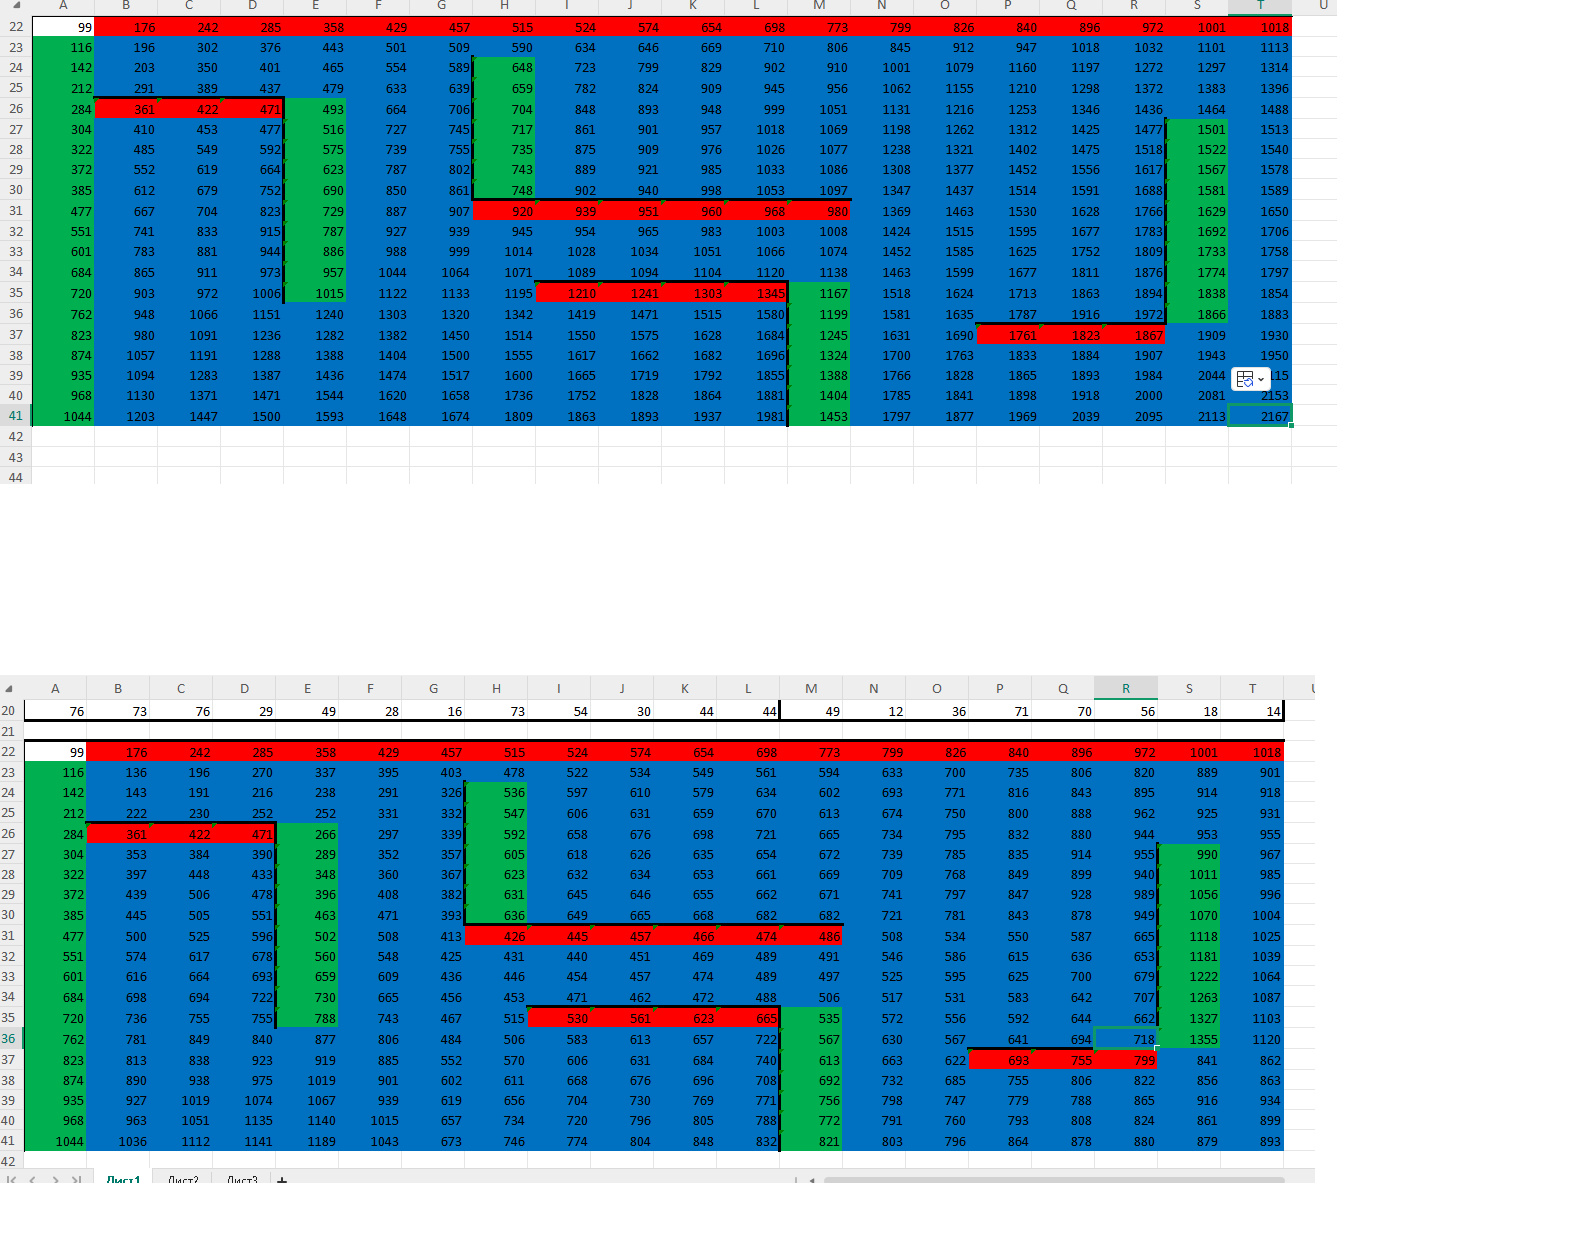 A B C D E F G H I J K L M N O P Q R S T U
22 99 176 242 285 358 429 457 515 524 574 654 698 773 799 826 840 896 972 1001 1018
23 116 196 302 376 443 501 509 590 634 646 669 710 806 845 912 947 1018 1032 1101 1113
24 142 203 350 401 465 554 589 648 723 799 829 902 910 1001 1079 1160 1197 1272 1297 1314
25 212 291 389 437 479 633 639 659 782 824 909 945 956 1062 1155 1210 1298 1372 1383 1396
26 284 361 422 471 493 664 706 704 848 893 948 999 1051 1131 1216 1253 1346 1436 1464 1488
27 304 410 453 477 516 727 745 717 861 901 957 1018 1069 1198 1262 1312 1425 1477 1501 1513
28 322 485 549 592 575 739 755 735 875 909 976 1026 1077 1238 1321 1402 1475 1518 1522 1540
29 372 552 619 664 623 787 802 743 889 921 985 1033 1086 1308 1377 1452 1556 1617 1567 1578
30 385 612 679 752 690 850 861 748 902 940 998 1053 1097 1347 1437 1514 1591 1688 1581 1589
31 477 667 704 823 729 887 907 920 939 951 960 968 980 1369 1463 1530 1628 1766 1629 1650
32 551 741 833 915 787 927 939 945 954 965 983 1003 1008 1424 1515 1595 1677 1783 1692 1706
33 601 783 881 944 886 988 999 1014 1028 1034 1051 1066 1074 1452 1585 1625 1752 1809 1733 1758
34 684 865 911 973 957 1044 1064 1071 1089 1094 1104 1120 1138 1463 1599 1677 1811 1876 1774 1797
35 720 903 972 1006 1015 1122 1133 1195 1210 1241 1303 1345 1167 1518 1624 1713 1863 1894 1838 1854
36 762 948 1066 1151 1240 1303 1320 1342 1419 1471 1515 1580 1199 1581 1635 1787 1916 1972 1866 1883
37 823 980 1091 1236 1282 1382 1450 1514 1550 1575 1628 1684 1245 1631 1690 1761 1823 1867 1909 1930
38 874 1057 1191 1288 1388 1404 1500 1555 1617 1662 1682 1696 1324 1700 1763 1833 1884 1907 1943 1950
39 935 1094 1283 1387 1436 1474 1517 1600 1665 1719 1792 1855 1388 1766 1828 1865 1893 1984 2044 115
40 968 1130 1371 1471 1544 1620 1658 1736 1752 1828 1864 1881 1404 1785 1841 1898 1918 2000 2081 2153
41 1044 1203 1447 1500 1593 1648 1674 1809 1863 1893 1937 1981 1453 1797 1877 1969 2039 2095 2113 2167
42
43
44
A B C D E F G H I J K L M N O P Q R S T
20 76 73 76 29 49 28 16 73 54 30 44 44 49 12 36 71 70 56 18 14
21
22 99 176 242 285 358 429 457 515 524 574 654 698 773 799 826 840 896 972 1001 1018
23 116 136 196 270 337 395 403 478 522 534 549 561 594 633 700 735 806 820 889 901
24 142 143 191 216 238 291 326 536 597 610 579 634 602 693 771 816 843 895 914 918
25 212 222 230 252 252 331 332 547 606 631 659 670 613 674 750 800 888 962 925 931
26 284 361 422 471 266 297 339 592 658 676 698 721 665 734 795 832 880 944 953 955
27 304 353 384 390 289 352 357 605 618 626 635 654 672 739 785 835 914 955 990 967
28 322 397 448 433 348 360 367 623 632 634 653 661 669 709 768 849 899 940 1011 985
29 372 439 506 478 396 408 382 631 645 646 655 662 671 741 797 847 928 989 1056 996
30 385 445 505 551 463 471 393 636 649 665 668 682 682 721 781 843 878 949 1070 1004
31 477 500 525 596 502 508 413 426 445 457 466 474 486 508 534 550 587 665 1118 1025
32 551 574 617 678 560 548 425 431 440 451 469 489 491 546 586 615 636 653 1181 1039
33 601 616 664 693 659 609 436 446 454 457 474 489 497 525 595 625 700 679 1222 1064
34 684 698 694 722 730 665 456 453 471 462 472 488 506 517 531 583 642 707 1263 1087
35 720 736 755 755 788 743 467 515 530 561 623 665 535 572 556 592 644 662 1327 1103
36 762 781 849 840 877 806 484 506 583 613 657 722 567 630 567 641 694 718 1355 1120
37 823 813 838 923 919 885 552 570 606 631 684 740 613 663 622 693 755 799 841 862
38 874 890 938 975 1019 901 602 611 668 676 696 708 692 732 685 755 806 822 856 863
39 935 927 1019 1074 1067 939 619 656 704 730 769 771 756 798 747 779 788 865 916 934
40 968 963 1051 1135 1140 1015 657 734 720 796 805 788 772 791 760 793 808 824 861 899
41 1044 1036 1112 1141 1189 1043 673 746 774 804 848 832 821 803 796 864 878 880 879 893
42
Лист1 Лист2 Лист3 +